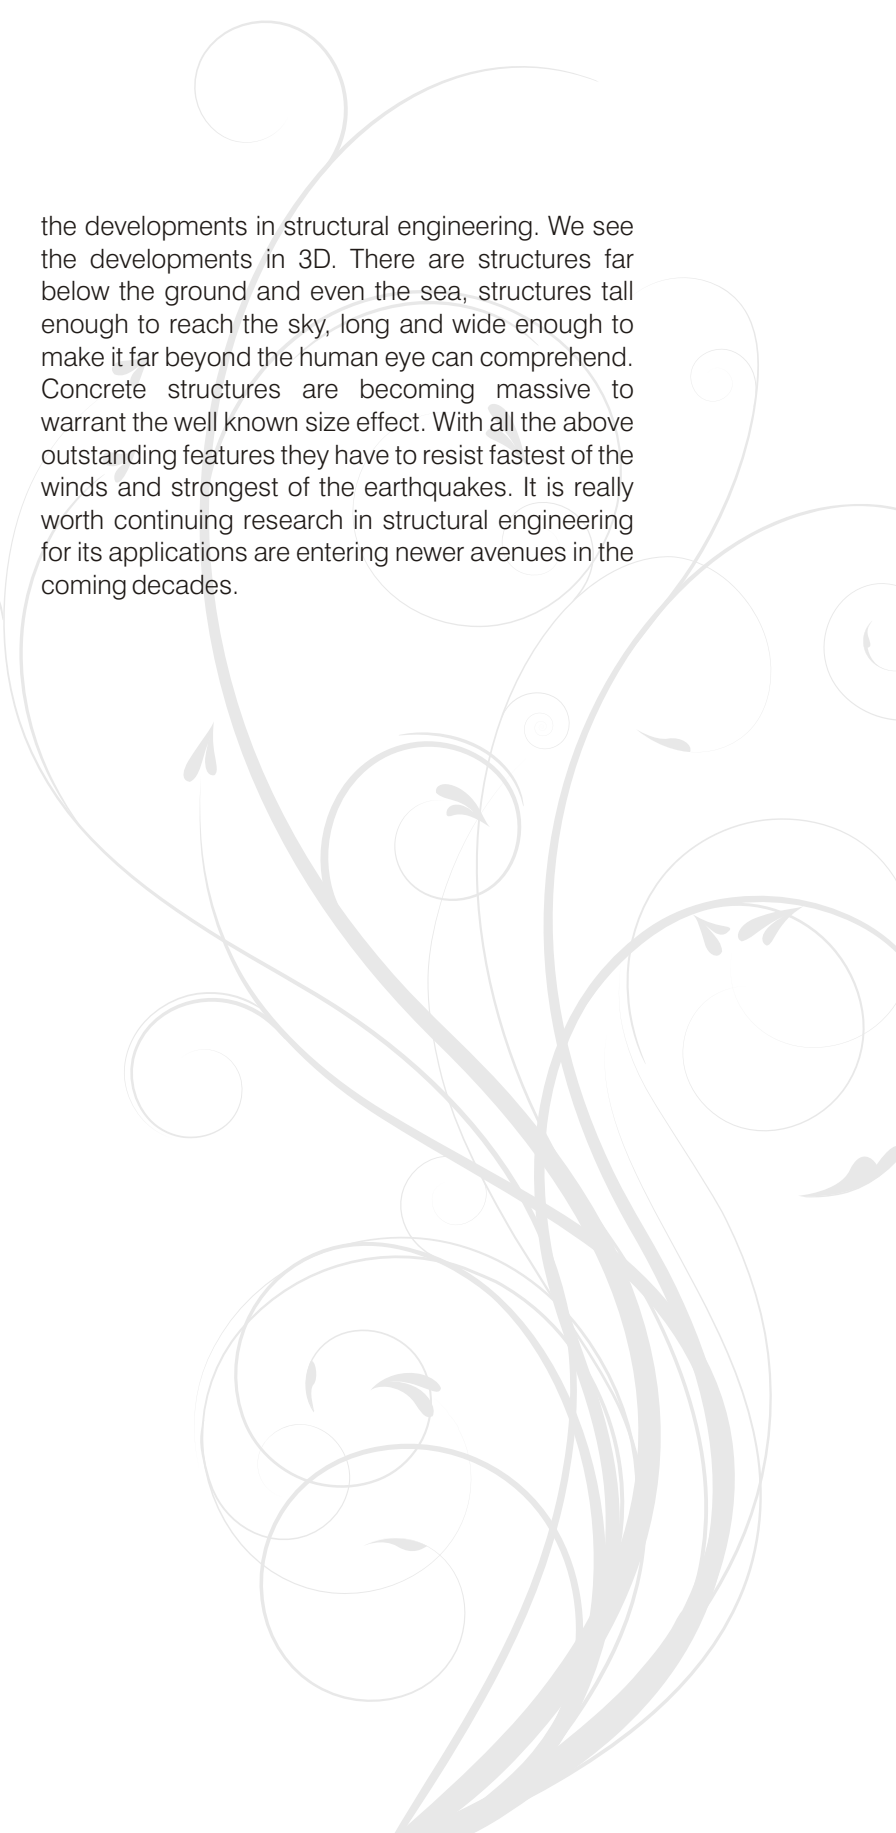 the developments in structural engineering. We see
the developments in 3D. There are structures far
below the ground and even the sea, structures tall
enough to reach the sky, long and wide enough to
make it far beyond the human eye can comprehend.
Concrete structures are becoming massive to
warrant the well known size effect. With all the above
outstanding features they have to resist fastest of the
winds and strongest of the earthquakes. It is really
worth continuing research in structural engineering
for its applications are entering newer avenues in the
coming decades.